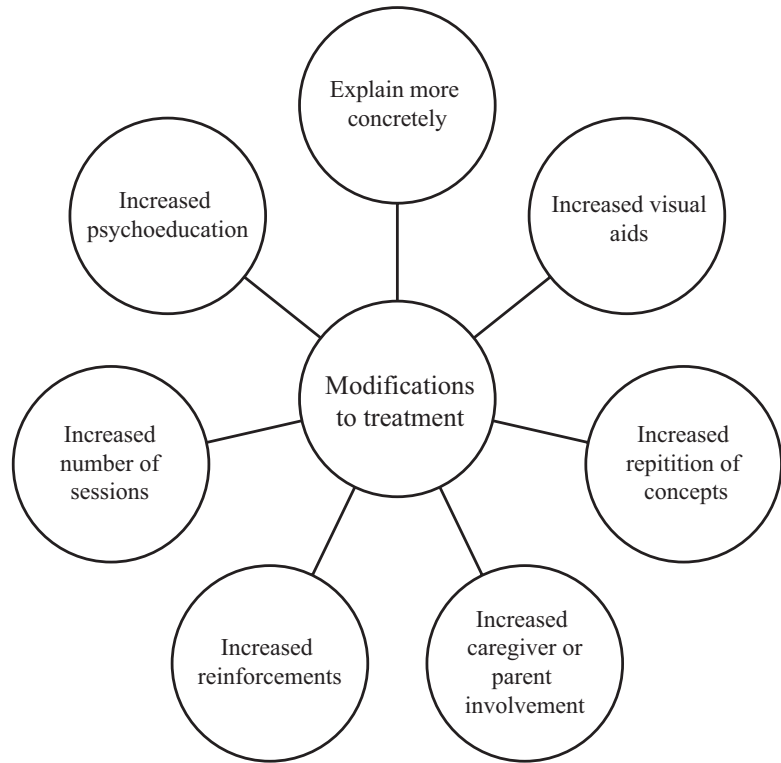 Explain more
concretely
Increased visual
aids
Increased
repitition of
concepts
Increased
caregiver or
parent
involvement
Increased
reinforcements
Increased
number of
sessions
Increased
psychoeducation
Modifications
to treatment